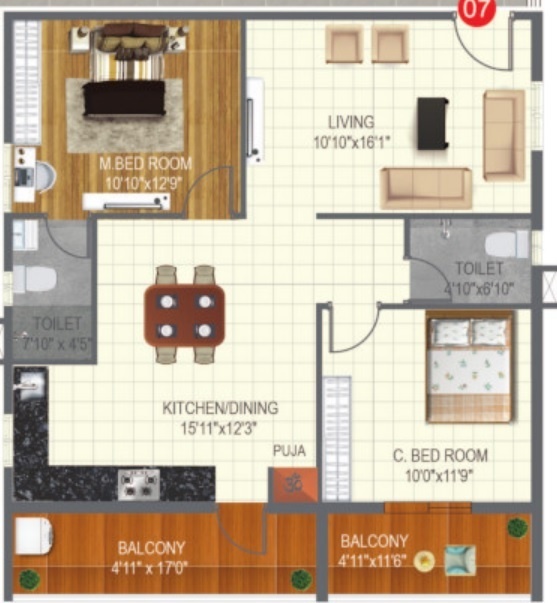 07
LIVING
10'10"x16'1"
M.BED ROOM
10'10"x12'9"
TOILET
4'10"x6'10"
TOILET
7'10" x 4'5"
KITCHEN/DINING
15'11"x12'3"
PUJA
ॐ
C. BED ROOM
10'0"x11'9"
BALCONY
4'11" x 17'0"
BALCONY
4'11"x11'6"